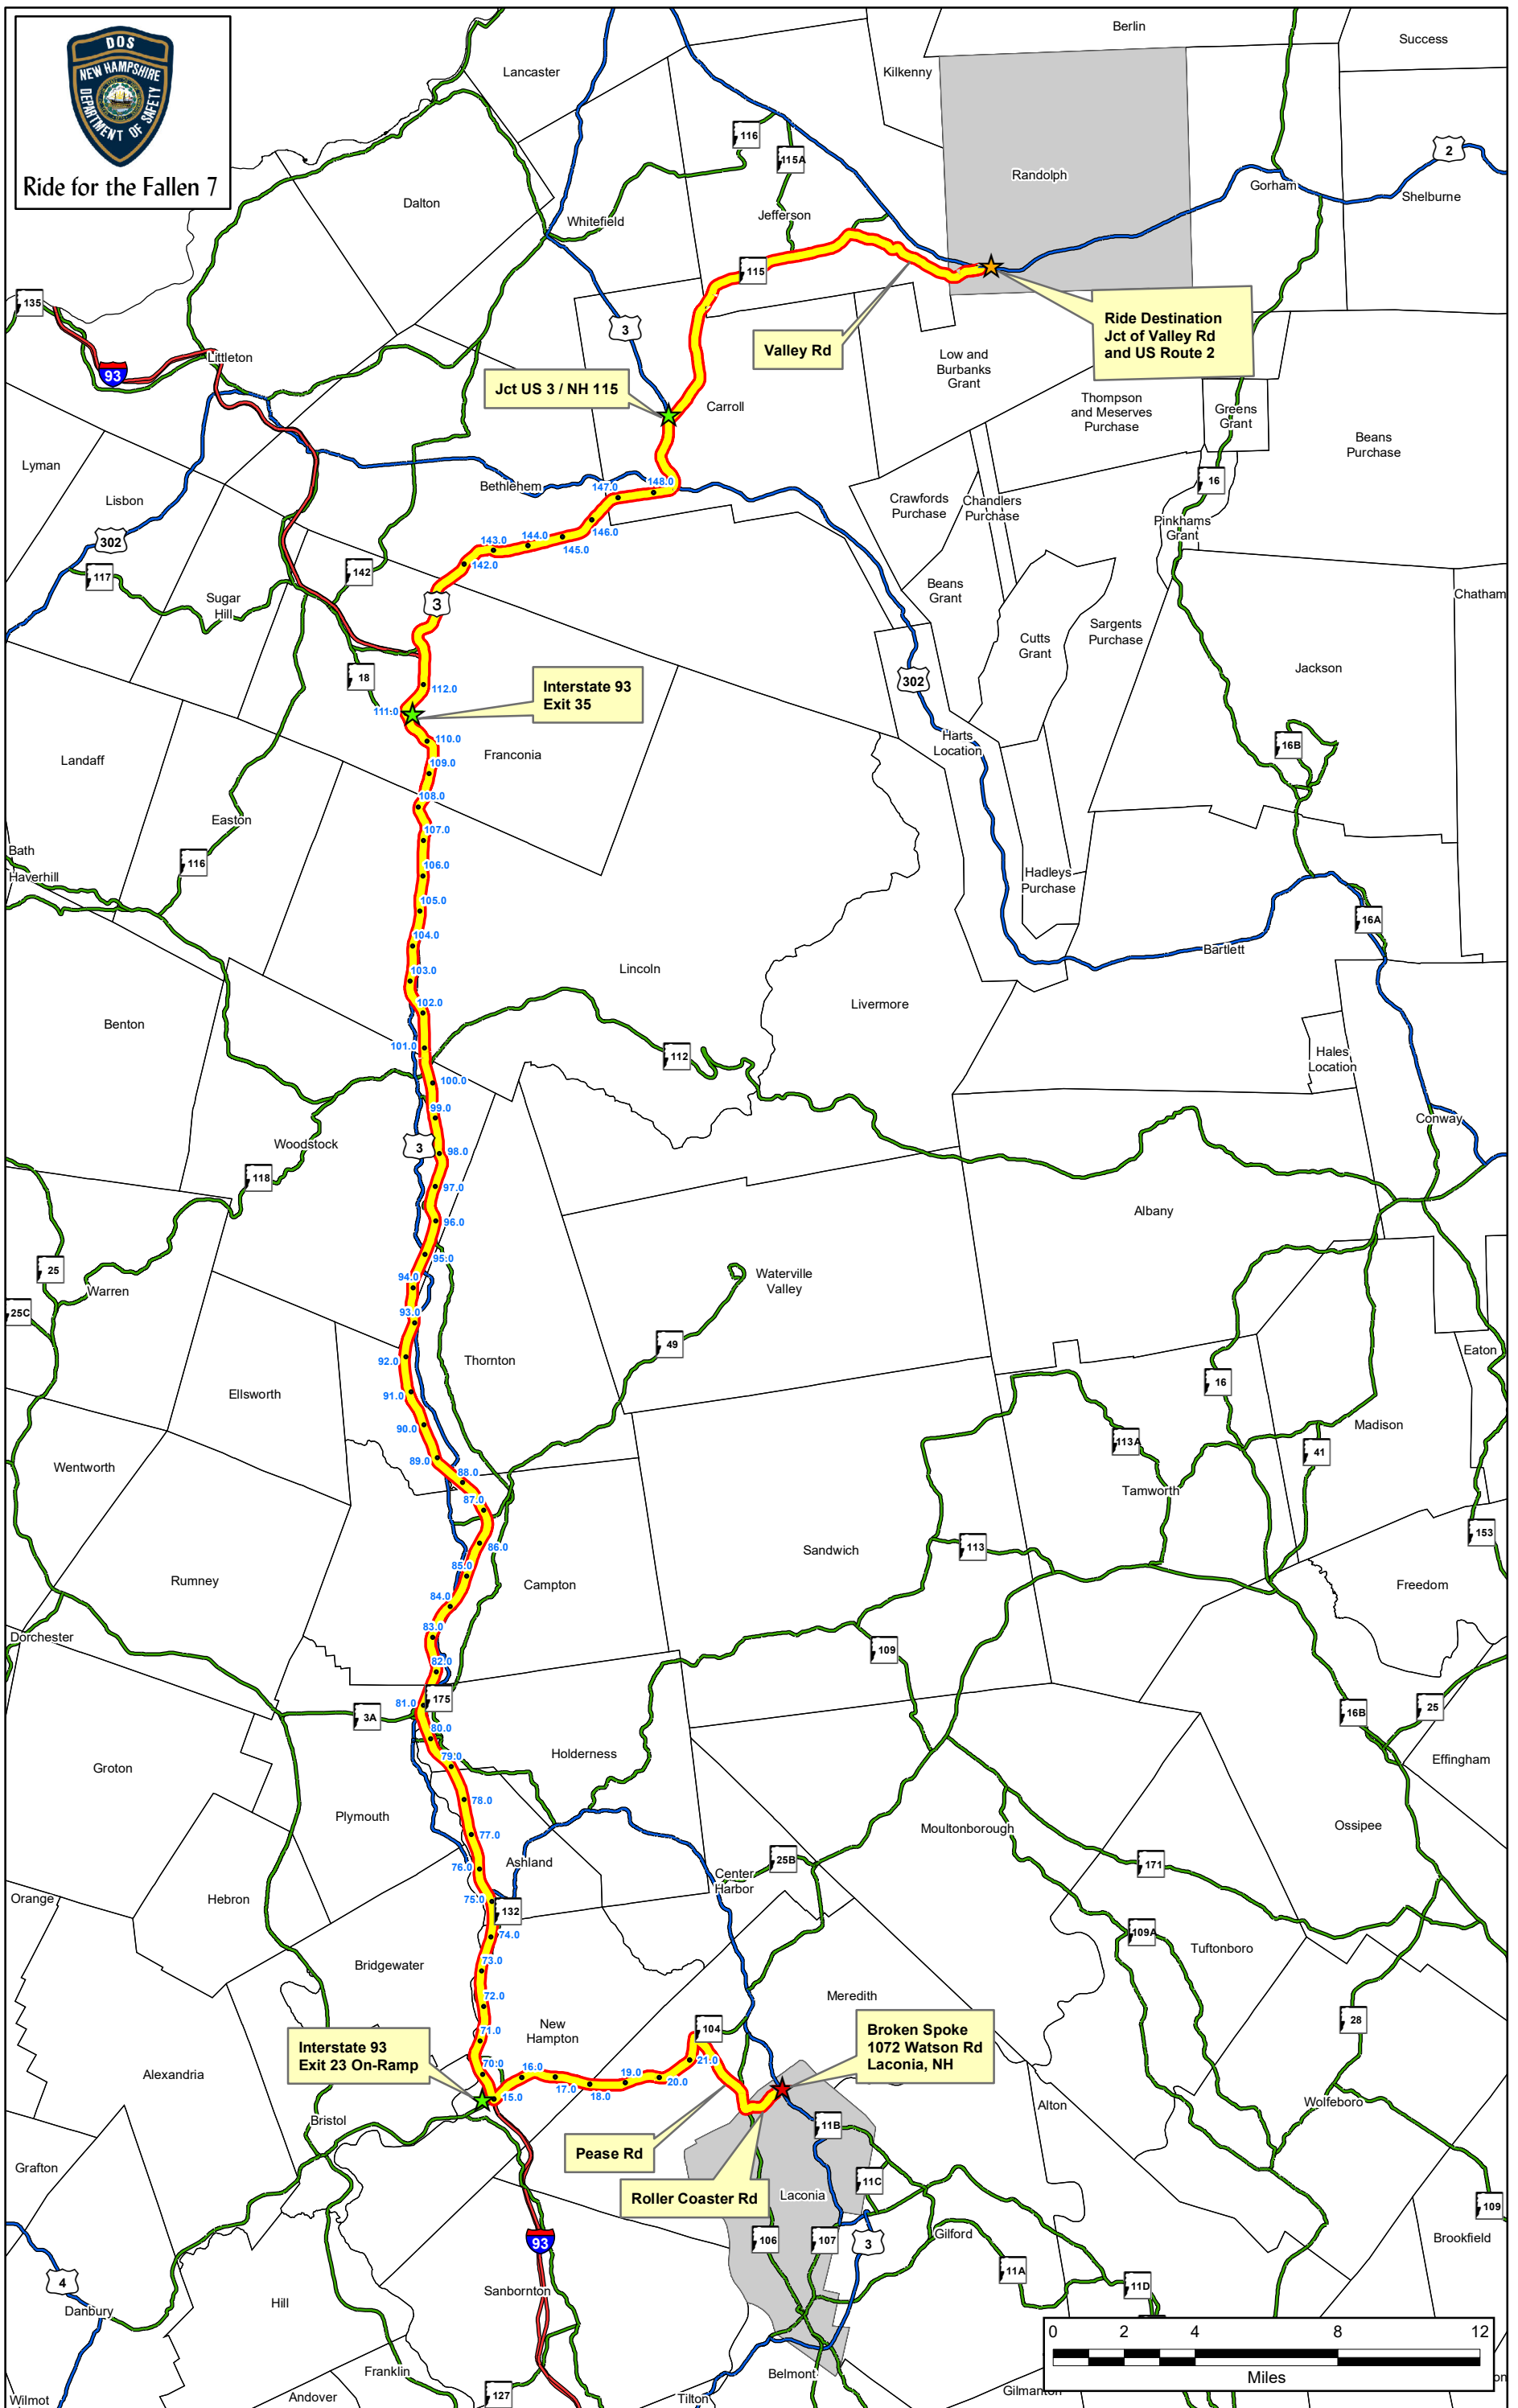 DOS
NEW HAMPSHIRE
DEPARTMENT OF SAFETY
Ride for the Fallen 7
Berlin
Success
Lancaster
Kilkenny
116
115A
2
Randolph
Gorham
Shelburne
Dalton
Whitefield
Jefferson
115
135
3
Ride Destination
Jct of Valley Rd
and US Route 2
Valley Rd
Littleton
93
Low and
Burbanks
Grant
Jct US 3 / NH 115
Carroll
Thompson
and Meserves
Purchase
Greens
Grant
Beans
Purchase
Lyman
Lisbon
Bethlehem
147.0
148.0
16
Crawfords
Purchase
Chandlers
Purchase
Pinkhams
Grant
302
143.0
144.0
145.0
146.0
142.0
117
142
Sugar
Hill
3
Beans
Grant
Chatham
Cutts
Grant
Sargents
Purchase
Jackson
18
112.0
Interstate 93
Exit 35
302
111.0
110.0
109.0
Franconia
Harts
Location
16B
Landaff
108.0
107.0
Easton
Bath
Haverhill
116
106.0
105.0
Hadleys
Purchase
16A
104.0
103.0
Lincoln
Bartlett
102.0
Livermore
Benton
101.0
112
Hales
Location
100.0
99.0
Conway
Woodstock
3
98.0
118
97.0
96.0
Albany
95.0
25
94.0
Waterville
Valley
Warren
25C
93.0
49
92.0
Thornton
Eaton
Ellsworth
91.0
16
90.0
113A
Madison
41
89.0
Wentworth
88.0
87.0
Tamworth
86.0
113
Sandwich
153
85.0
Rumney
Campton
84.0
Freedom
83.0
Dorchester
109
82.0
81.0
175
3A
16B
25
80.0
79.0
Holderness
Effingham
Groton
78.0
Plymouth
77.0
Moultonborough
Ossipee
76.0
Ashland
25B
171
Center
Harbor
Orange
Hebron
75.0
132
74.0
109A
Tuftonboro
Bridgewater
73.0
72.0
Meredith
New
Hampton
104
28
71.0
Interstate 93
Exit 23 On-Ramp
Broken Spoke
1072 Watson Rd
Laconia, NH
70.0
16.0
15.0
17.0
18.0
19.0
20.0
21.0
Alexandria
Alton
Wolfeboro
Bristol
11B
Pease Rd
Grafton
11C
Roller Coaster Rd
Laconia
109
93
106
107
3
Gilford
Brookfield
11A
11D
4
Sanbornton
Hill
Danbury
0 2 4 8 12
Miles
Franklin
Belmont
127
Andover
Wilmot
Tilton
Gilmanton